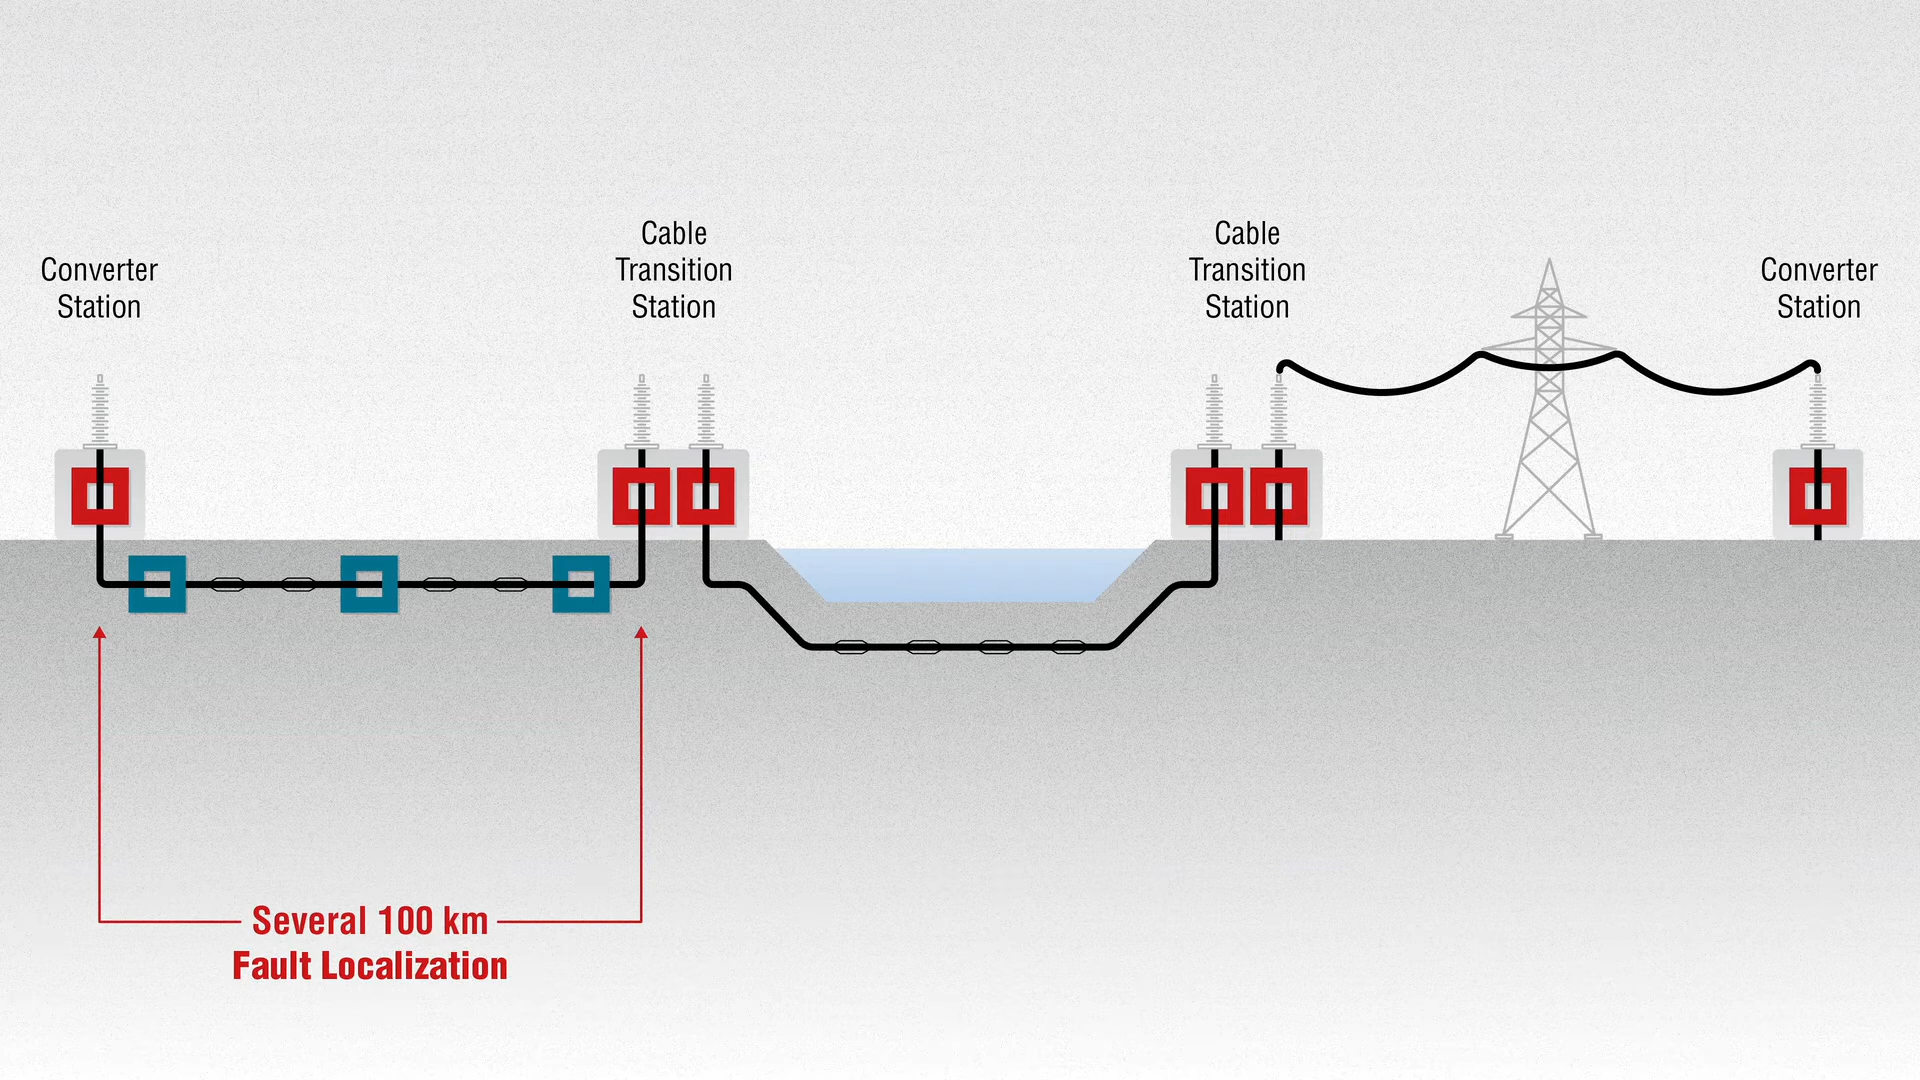 Converter
Station
Cable
Transition
Station
Cable
Transition
Station
Converter
Station
Several 100 km
Fault Localization